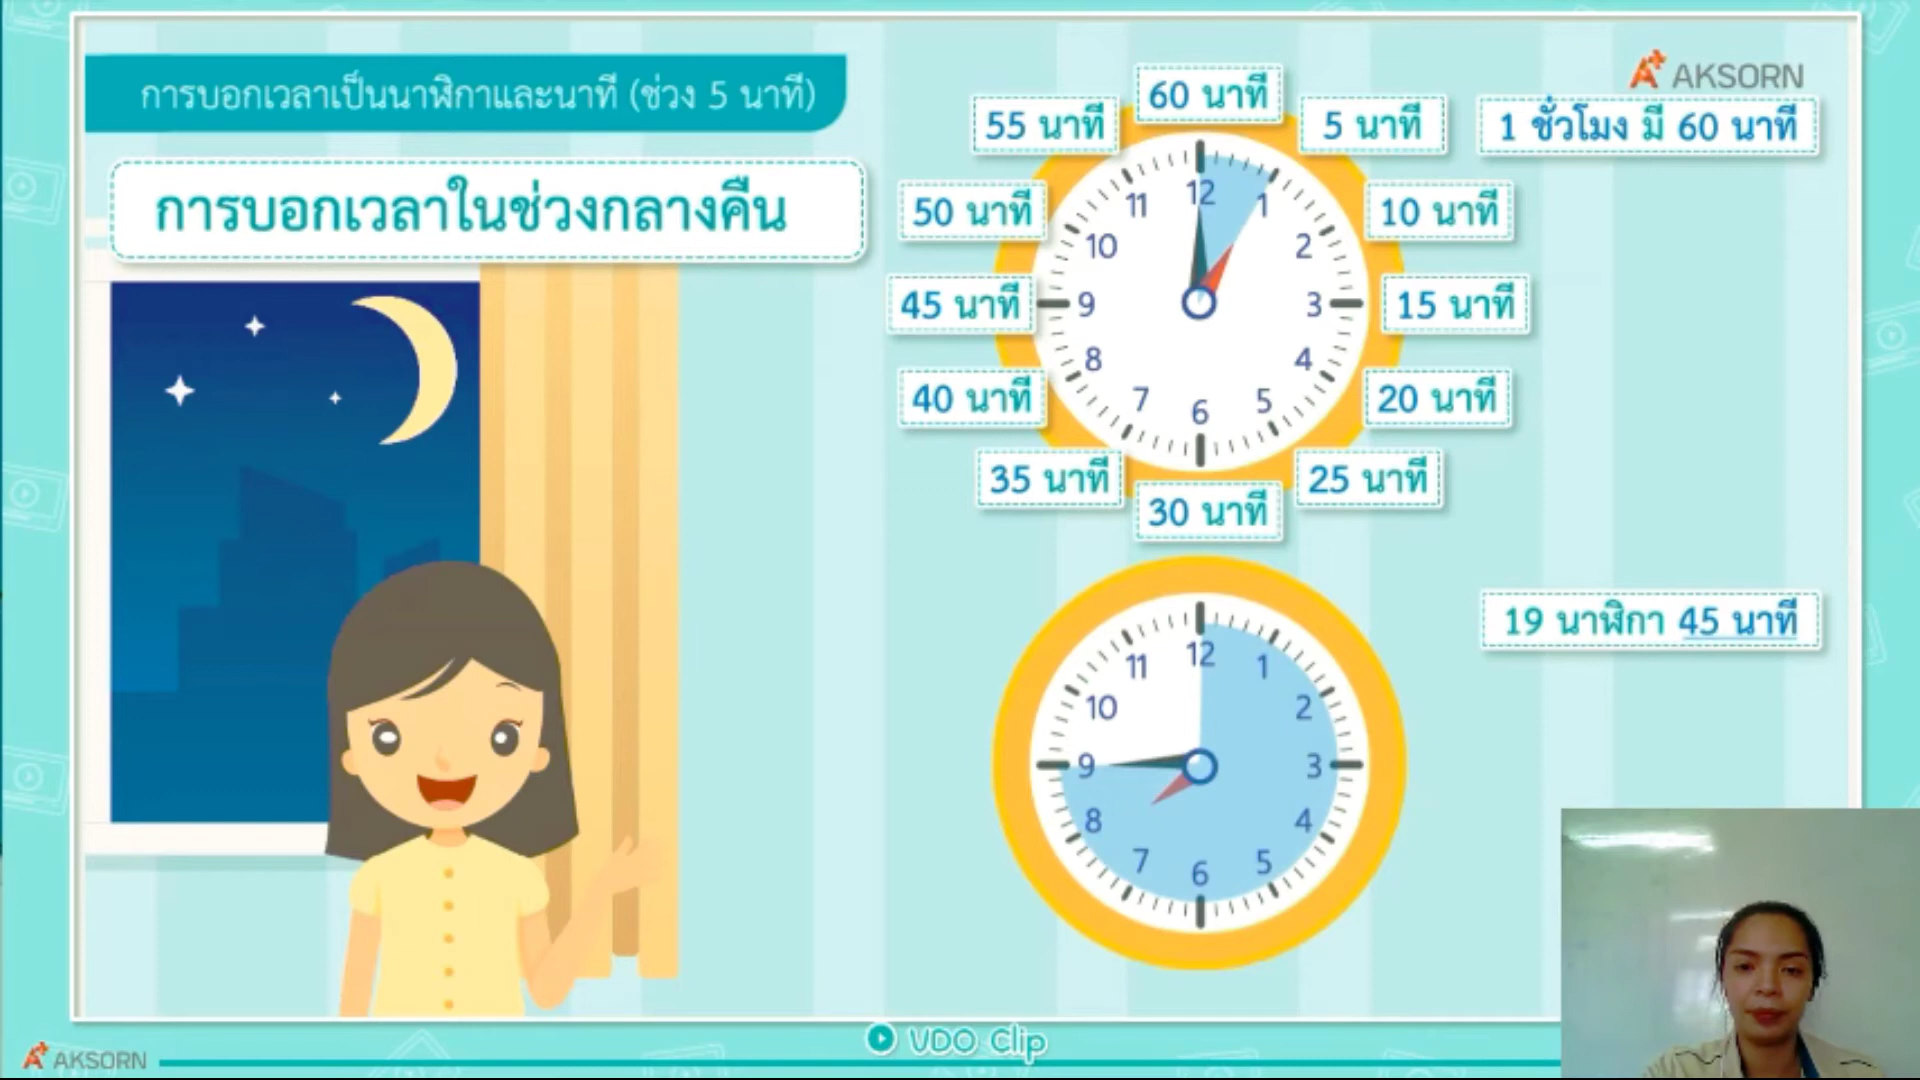 การบอกเวลาเป็นนาฬิกาและนาที (ช่วง 5 นาที)
AKSORN
การบอกเวลาในช่วงกลางคืน
60 นาที
55 นาที
5 นาที
1 ชั่วโมง มี 60 นาที
50 นาที
10 นาที
45 นาที
15 นาที
40 นาที
20 นาที
35 นาที
25 นาที
30 นาที
12
11
1
10
2
9
3
8
4
7
5
6
19 นาฬิกา 45 นาที
12
11
1
10
2
9
3
8
4
7
5
6
VDO Clip
AKSORN